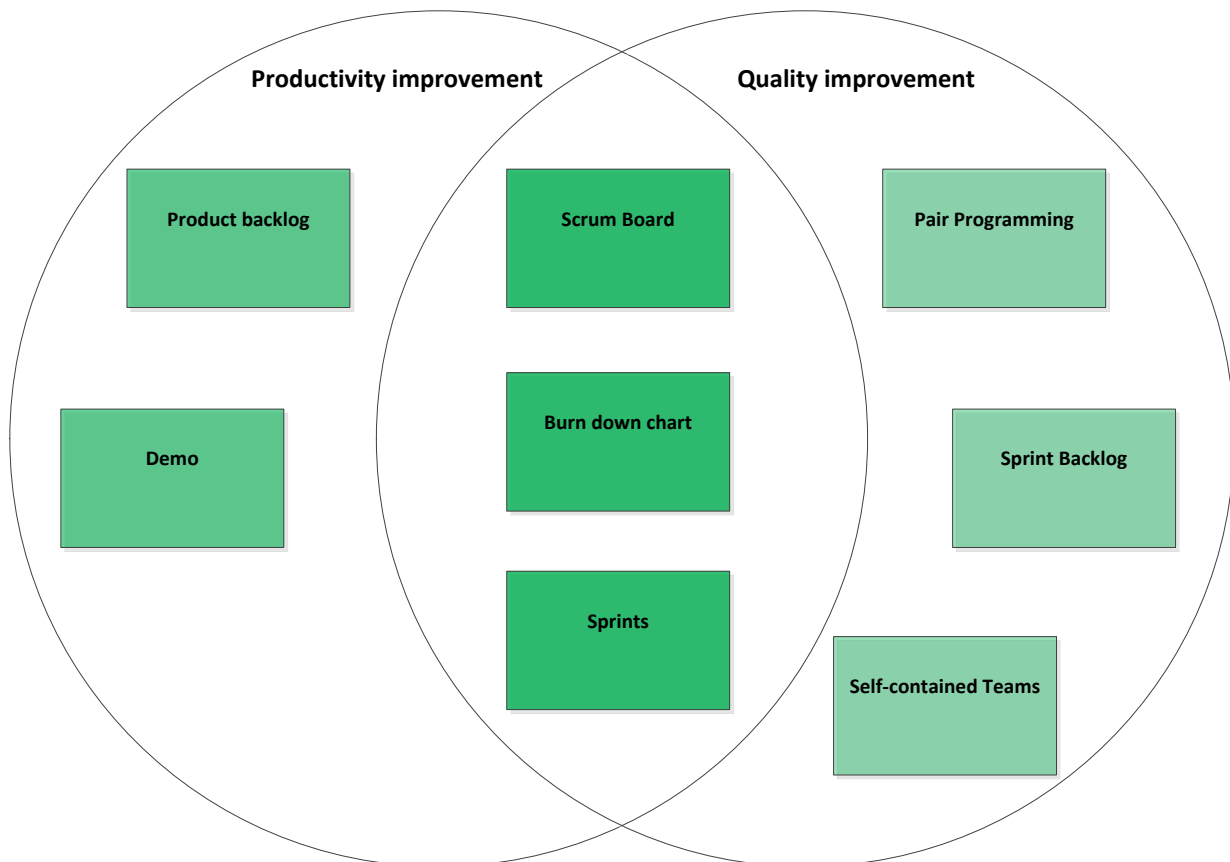 Productivity improvement
Quality improvement
Product backlog
Scrum Board
Pair Programming
Burn down chart
Demo
Sprint Backlog
Sprints
Self-contained Teams